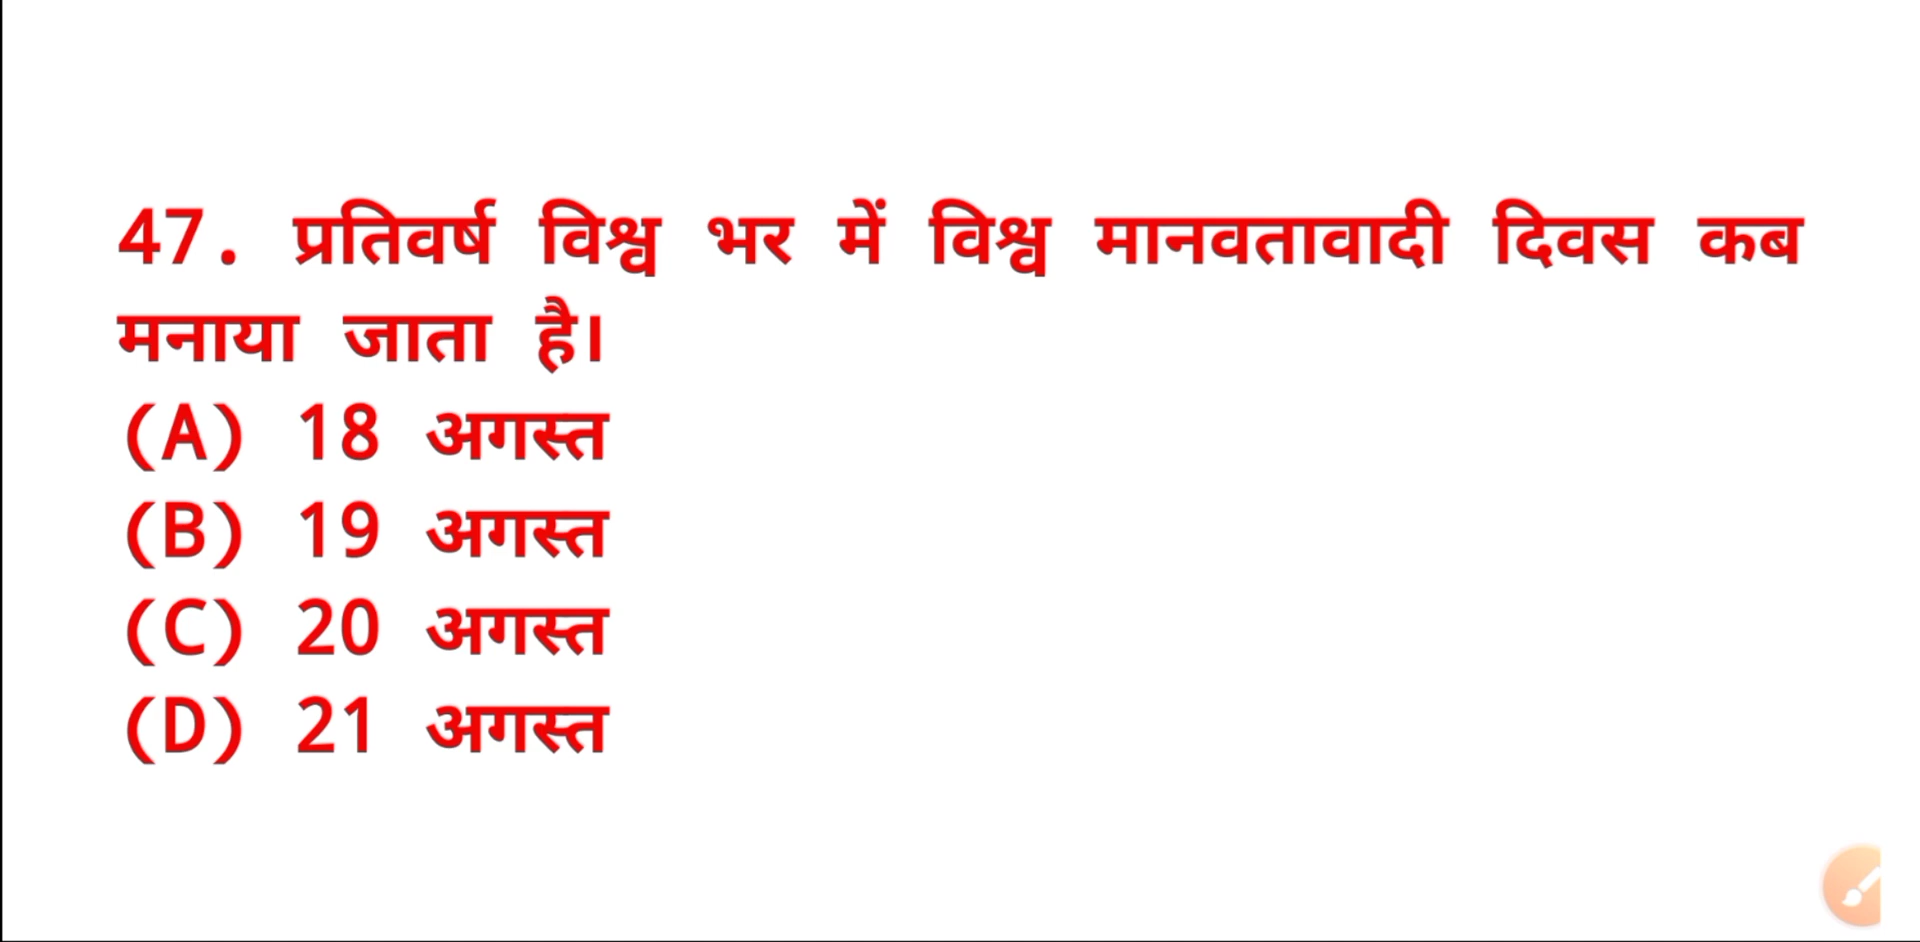 47. प्रतिवर्ष विश्व भर में विश्व मानवतावादी दिवस कब
मनाया जाता है।
(A) 18 अगस्त
(B) 19 अगस्त
(C) 20 अगस्त
(D) 21 अगस्त